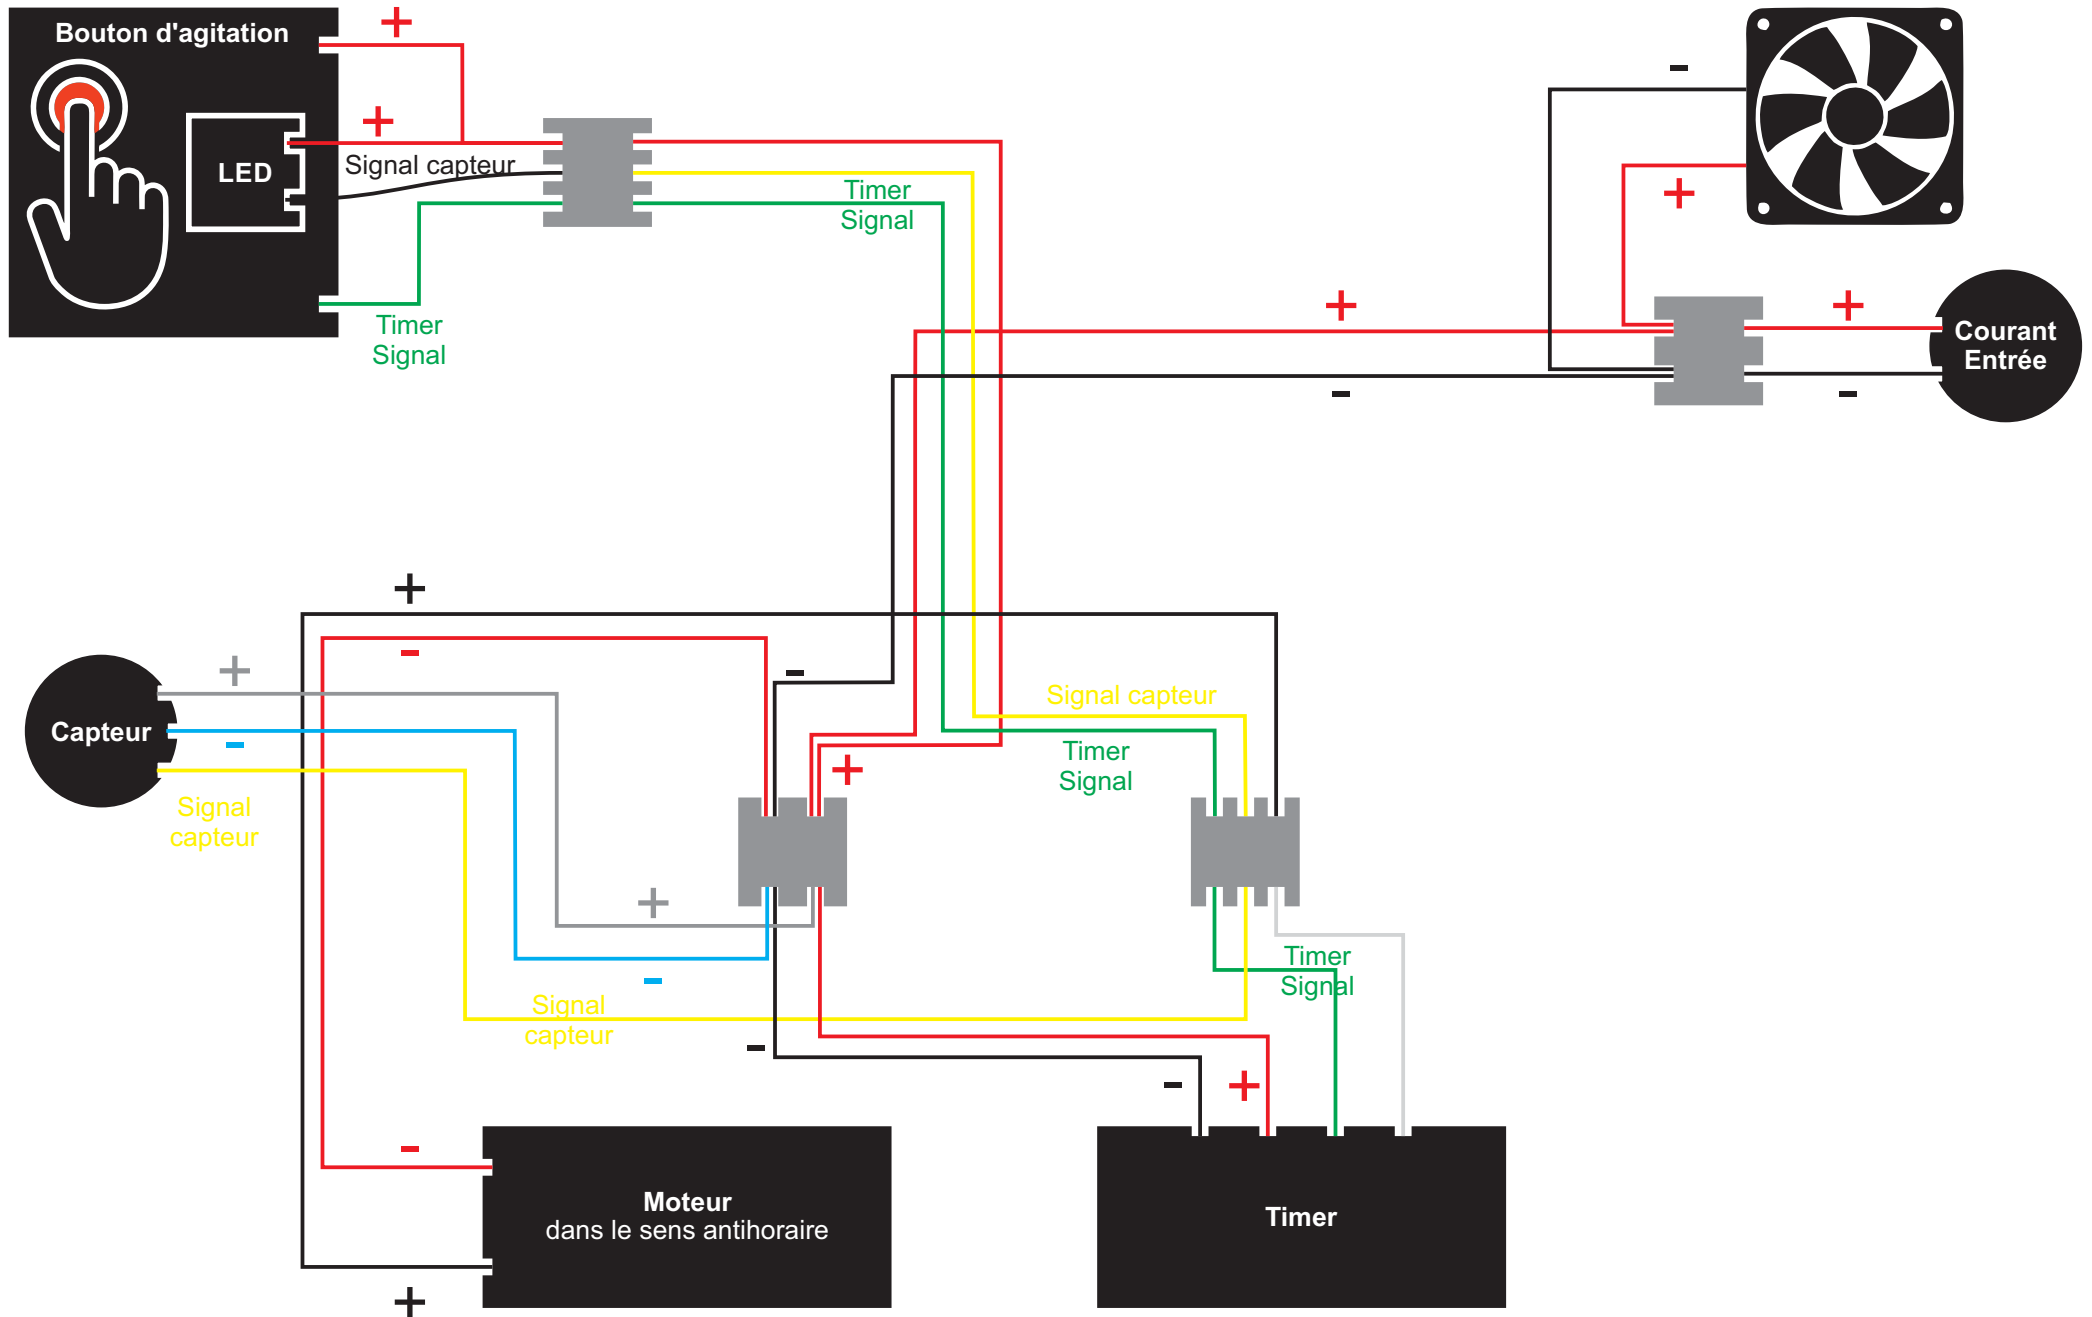 Bouton d'agitation
+
+
LED
Signal capteur
Timer
Signal
Timer
Signal
-
+
+
-
+
-
Courant
Entrée
+
-
-
+
-
Capteur
Signal
capteur
Signal capteur
Timer
Signal
+
+
-
Signal
capteur
-
Timer
Signal
-
+
-
+
Moteur
dans le sens antihoraire
Timer